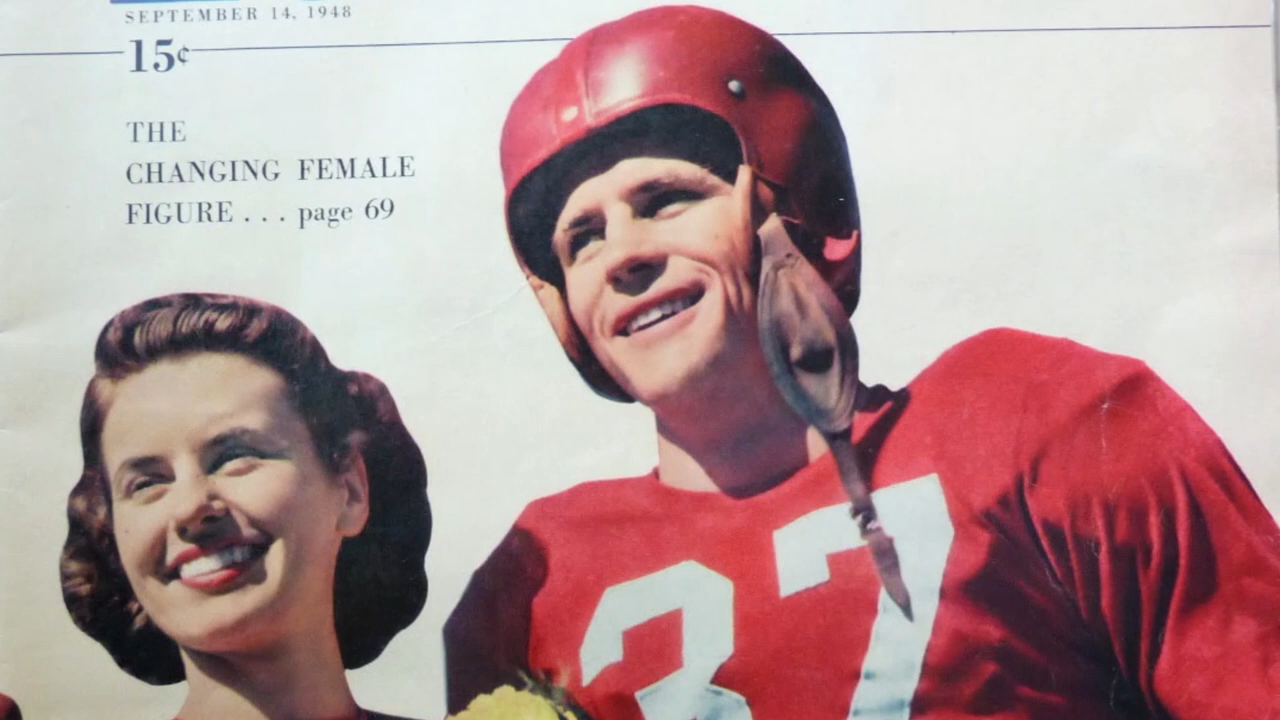 SEPTEMBER 14, 1948
15¢
THE
CHANGING FEMALE
FIGURE . . . page 69
37